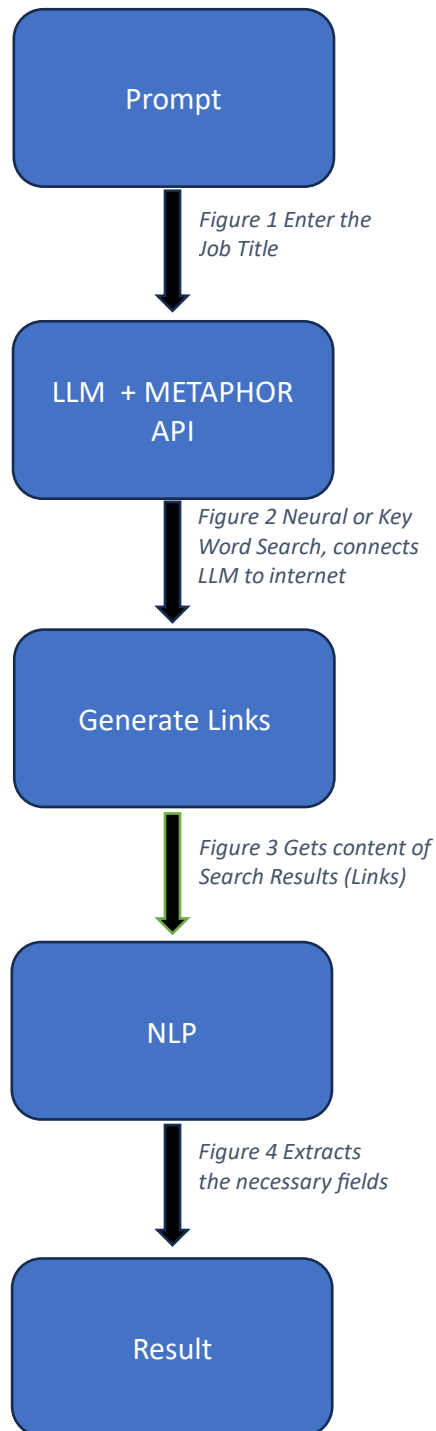 Prompt
Figure 1 Enter the
Job Title
LLM + METAPHOR
API
Figure 2 Neural or Key
Word Search, connects
LLM to internet
Generate Links
Figure 3 Gets content of
Search Results (Links)
NLP
Figure 4 Extracts
the necessary fields
Result